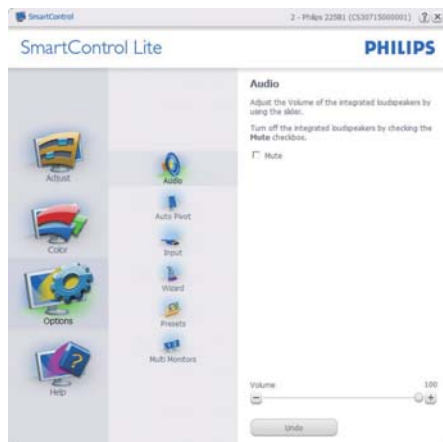 SmartControl
2 - Philips 225B1 (CS30715000001)
SmartControl Lite
PHILIPS
Adjust
Color
Options
Help
Audio
Auto Pivot
Input
Wizard
Presets
Multi Monitors
Audio
Adjust the Volume of the integrated loudspeakers by
using the slider.
Turn off the integrated loudspeakers by checking the
Mute checkbox.
Mute
Volume 100
Undo